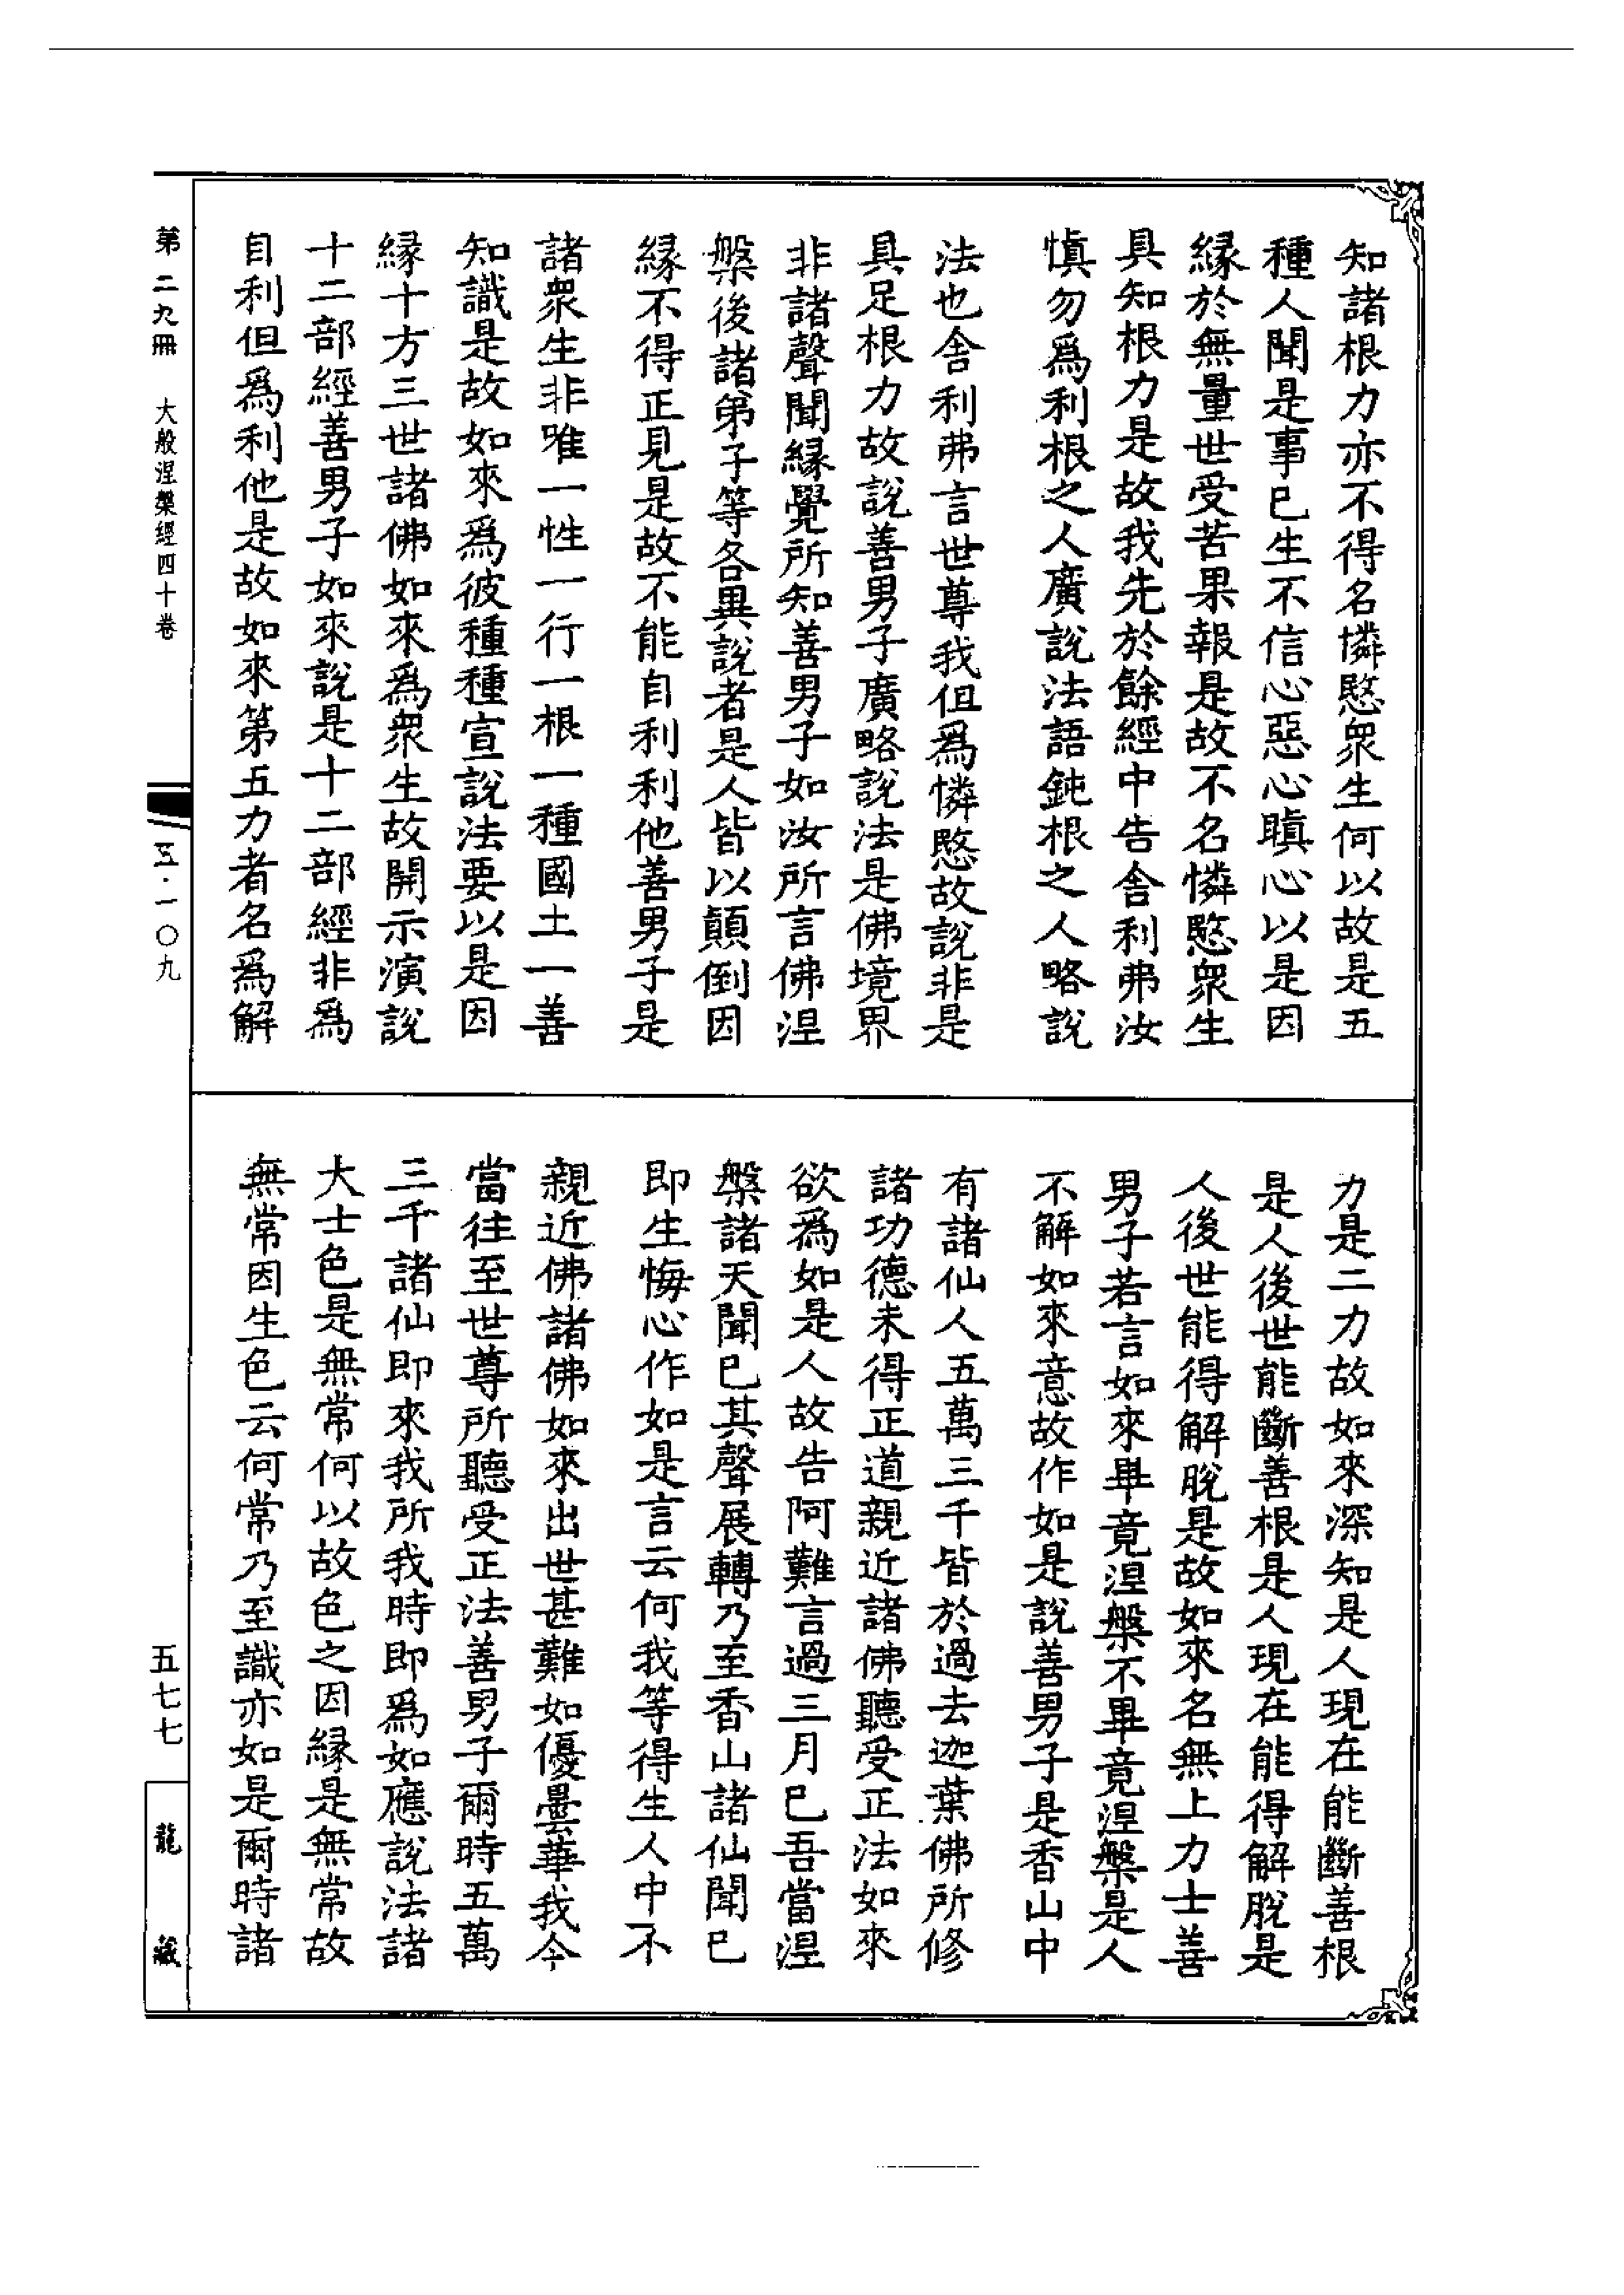 知諸根力亦不得名憐愍衆生何以故是五
種人聞是事已生不信心惡心瞋心以是因
縁於無量世受苦果報是故不名憐愍衆生
具知根力是故我先於餘經中告舍利弗汝
慎勿爲利根之人廣說法語鈍根之人略說
法也舍利弗言世尊我但爲憐愍故說非是
具足根力故說善男子廣略說法是佛境界
非諸聲聞縁覺所知善男子如汝所言佛涅
槃後諸弟子等各異說者是人皆以顛倒因
縁不得正見是故不能自利利他善男子是
諸衆生非唯一性一行一根一種國土一善
知識是故如來爲彼種種宣說法要以是因
縁十方三世諸佛如來爲衆生故開示演說
十二部經善男子如來說是十二部經非爲
自利但爲利他是故如來第五力者名爲解
力是二力故如來深知是人現在能斷善根
是人後世能斷善根是人現在能得解脫是
人後世能得解脫是故如來名無上力士善
男子若言如來畢竟涅槃不畢竟涅槃是人
不解如來意故作如是說善男子是香山中
有諸仙人五萬三千皆於過去迦葉佛所修
諸功德未得正道親近諸佛聽受正法如來
欲爲如是人故告阿難言過三月已吾當涅
槃諸天聞已其聲展轉乃至香山諸仙聞已
即生悔心作如是言云何我等得生人中不
親近佛諸佛如來出世甚難如優曇華我今
當往至世尊所聽受正法善男子爾時五萬
三千諸仙即來我所我時即爲如應說法諸
大士色是無常何以故色之因縁是無常故
無常因生色云何常乃至識亦如是爾時諸
第二九冊 大般涅槃經四十卷
五·一〇九
五七七
龍藏